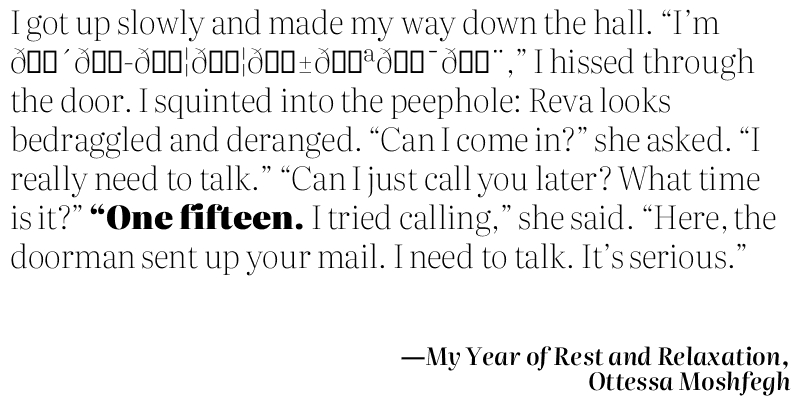 I got up slowly and made my way down the hall. “I’m
,” I hissed through
the door. I squinted into the peephole: Reva looks
bedraggled and deranged. “Can I come in?” she asked. “I
really need to talk.” “Can I just call you later? What time
is it?” “One fifteen. I tried calling,” she said. “Here, the
doorman sent up your mail. I need to talk. It’s serious.”
—My Year of Rest and Relaxation,
Ottessa Moshfegh